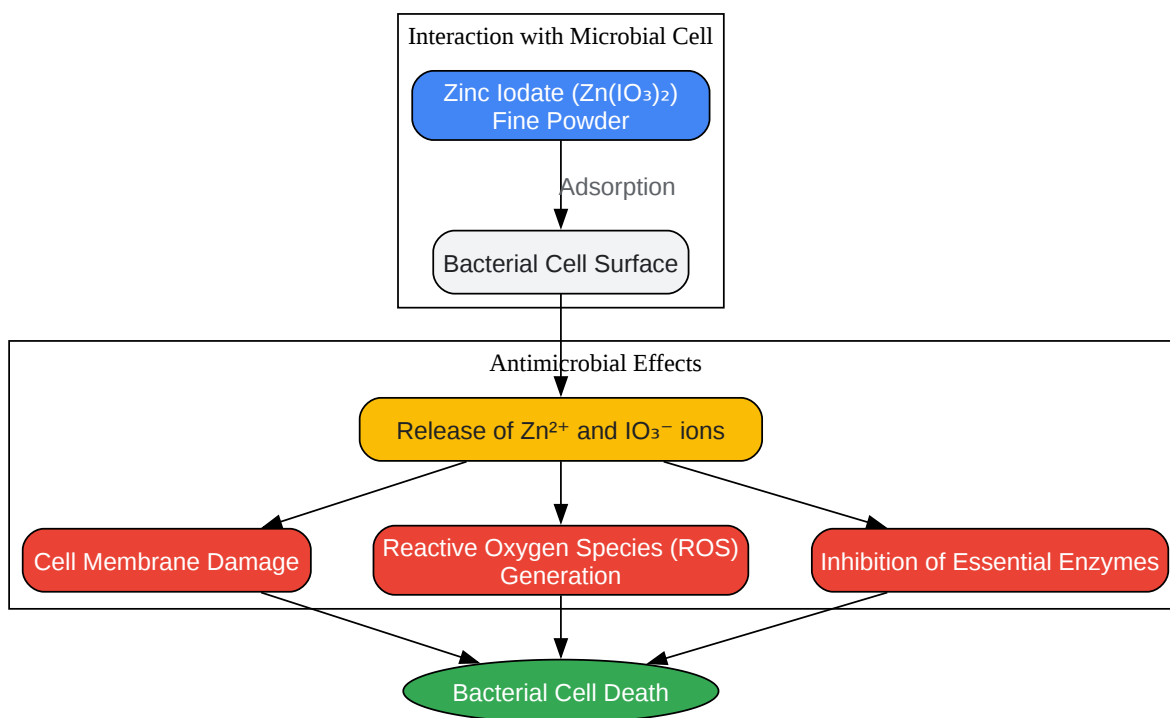 Interaction with Microbial Cell
Zinc Iodate (Zn(IO₃)₂)
Fine Powder
Adsorption
Bacterial Cell Surface
Antimicrobial Effects
Release of Zn²⁺ and IO₃⁻ ions
Cell Membrane Damage
Reactive Oxygen Species (ROS)
Generation
Inhibition of Essential Enzymes
Bacterial Cell Death